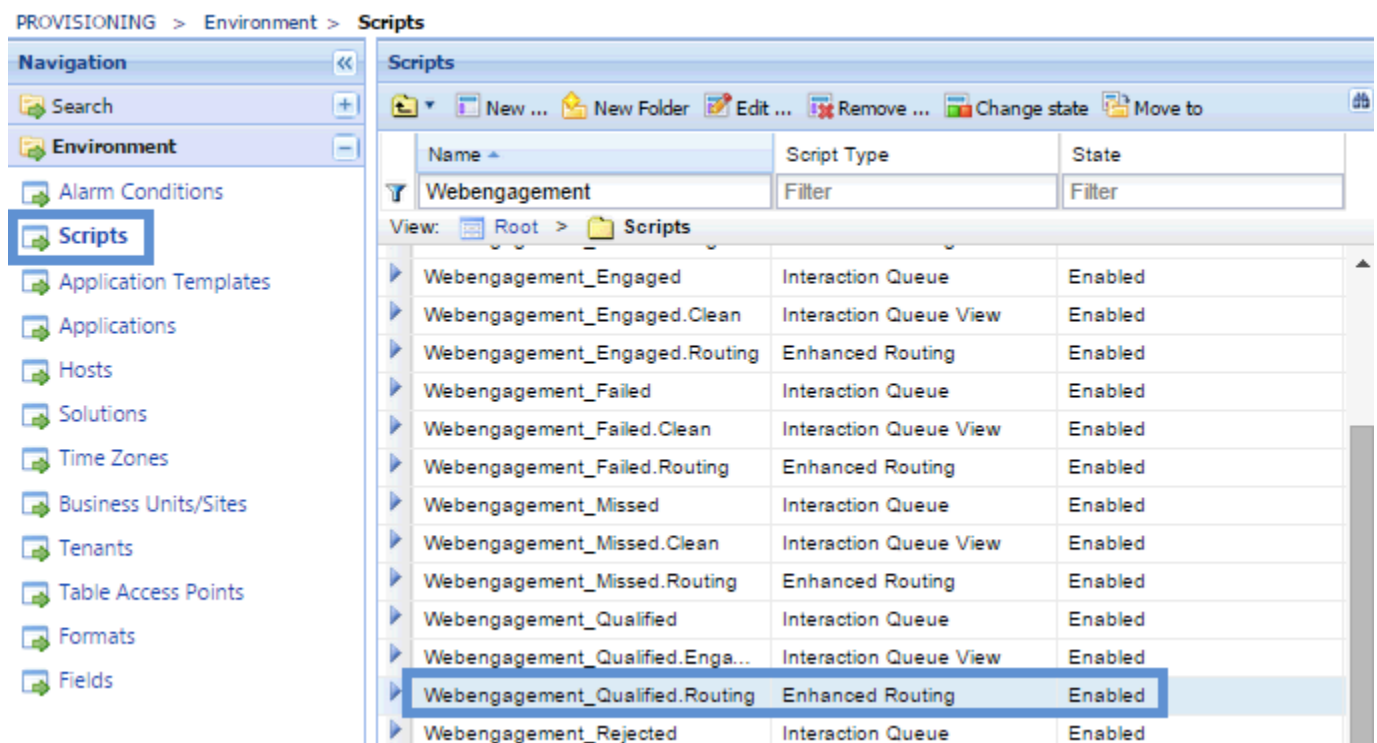 PROVISIONING > Environment > Scripts
Navigation
Search
Environment
Alarm Conditions
Scripts
Application Templates
Applications
Hosts
Solutions
Time Zones
Business Units/Sites
Tenants
Table Access Points
Formats
Fields
Scripts
New ... New Folder Edit ... Remove ... Change state Move to
Name Script Type State
Webengagement Filter Filter
View: Root > Scripts
Webengagement_Engaged Interaction Queue Enabled
Webengagement_Engaged.Clean Interaction Queue View Enabled
Webengagement_Engaged.Routing Enhanced Routing Enabled
Webengagement_Failed Interaction Queue Enabled
Webengagement_Failed.Clean Interaction Queue View Enabled
Webengagement_Failed.Routing Enhanced Routing Enabled
Webengagement_Missed Interaction Queue Enabled
Webengagement_Missed.Clean Interaction Queue View Enabled
Webengagement_Missed.Routing Enhanced Routing Enabled
Webengagement_Qualified Interaction Queue Enabled
Webengagement_Qualified.Enga... Interaction Queue View Enabled
Webengagement_Qualified.Routing Enhanced Routing Enabled
Webengagement_Rejected Interaction Queue Enabled